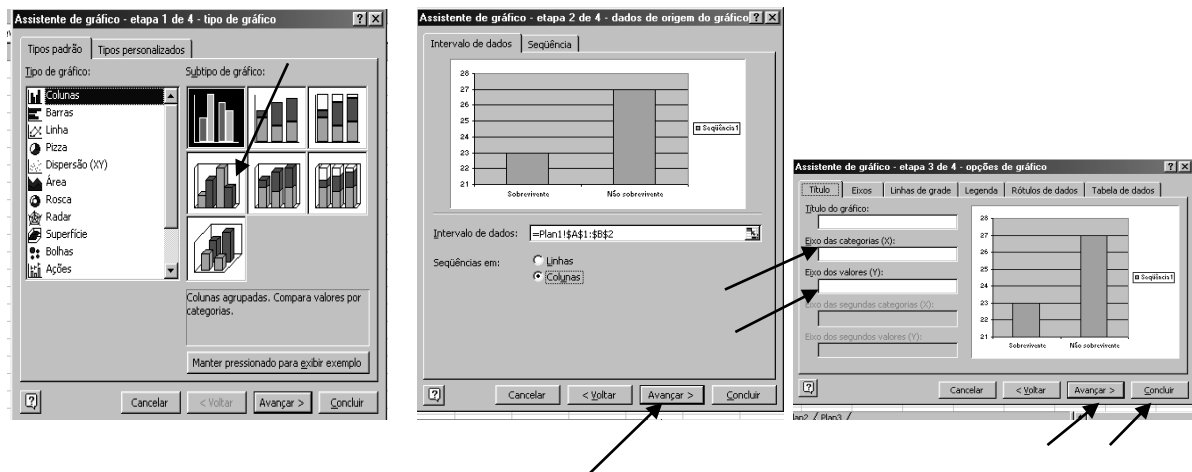 Assistente de gráfico - etapa 1 de 4 - tipo de gráfico
Tipos padrão
Tipos personalizados
Tipo de gráfico:
Colunas
Barras
Linha
Pizza
Dispersão (XY)
Área
Rosca
Radar
Superfície
Bolhas
Ações
Subtipo de gráfico:
Colunas agrupadas. Compara valores por
categorias.
Manter pressionado para exibir exemplo
Cancelar
< Voltar
Avançar >
Concluir
Assistente de gráfico - etapa 2 de 4 - dados de origem do gráfico
Intervalo de dados
Seqüência
28
27
26
25
24
23
22
21
Sobrevivente
Não sobrevivente
Seqüência1
Intervalo de dados:
=Plan1!$A$1:$B$2
Seqüências em:
Linhas
Colunas
Cancelar
< Voltar
Avançar >
Concluir
Assistente de gráfico - etapa 3 de 4 - opções de gráfico
Título
Eixos
Linhas de grade
Legenda
Rótulos de dados
Tabela de dados
Título do gráfico:
Eixo das categorias (X):
Eixo dos valores (Y):
Eixo das segundas categorias (X):
Eixo dos segundos valores (Y):
28
27
26
25
24
23
22
21
Sobrevivente
Não sobrevivente
Seqüência1
Cancelar
< Voltar
Avançar >
Concluir
Plan3